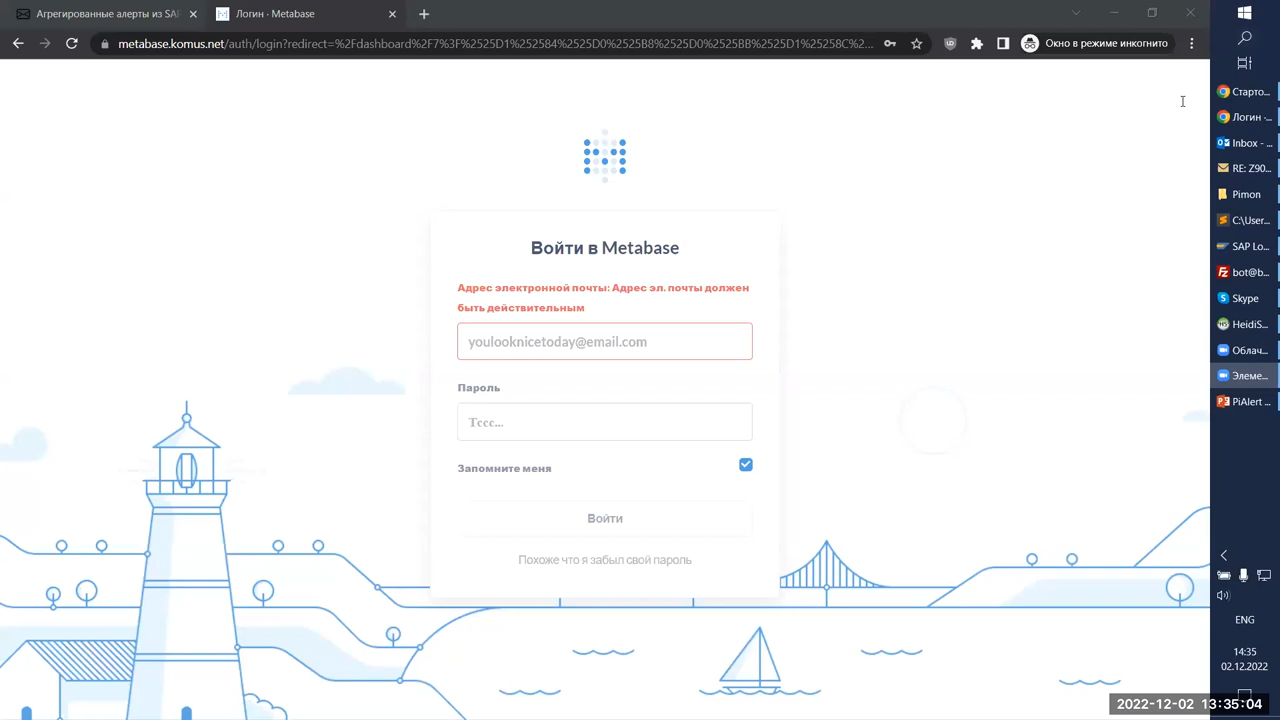 Агрегированные алерты из SAP
Логин · Metabase
metabase.komus.net/auth/login?redirect=%2Fdashboard%2F7%3F%2525D1%252584%2525D0%2525B8%2525D0%2525BB%2525D1%25258C%2...
Окно в режиме инкогнито
Войти в Metabase
Адрес электронной почты: Адрес эл. почты должен
быть действительным
youlooknicetoday@email.com
Пароль
Тссс...
Запомните меня
Войти
Похоже что я забыл свой пароль
Старто...
Логин -...
Inbox - ...
RE: Z90...
Pimon
C:\User...
SAP Lo...
bot@b...
Skype
HeidiS...
Облач...
Элеме...
PiAlert ...
ENG
14:35
02.12.2022
2022-12-02 13:35:04